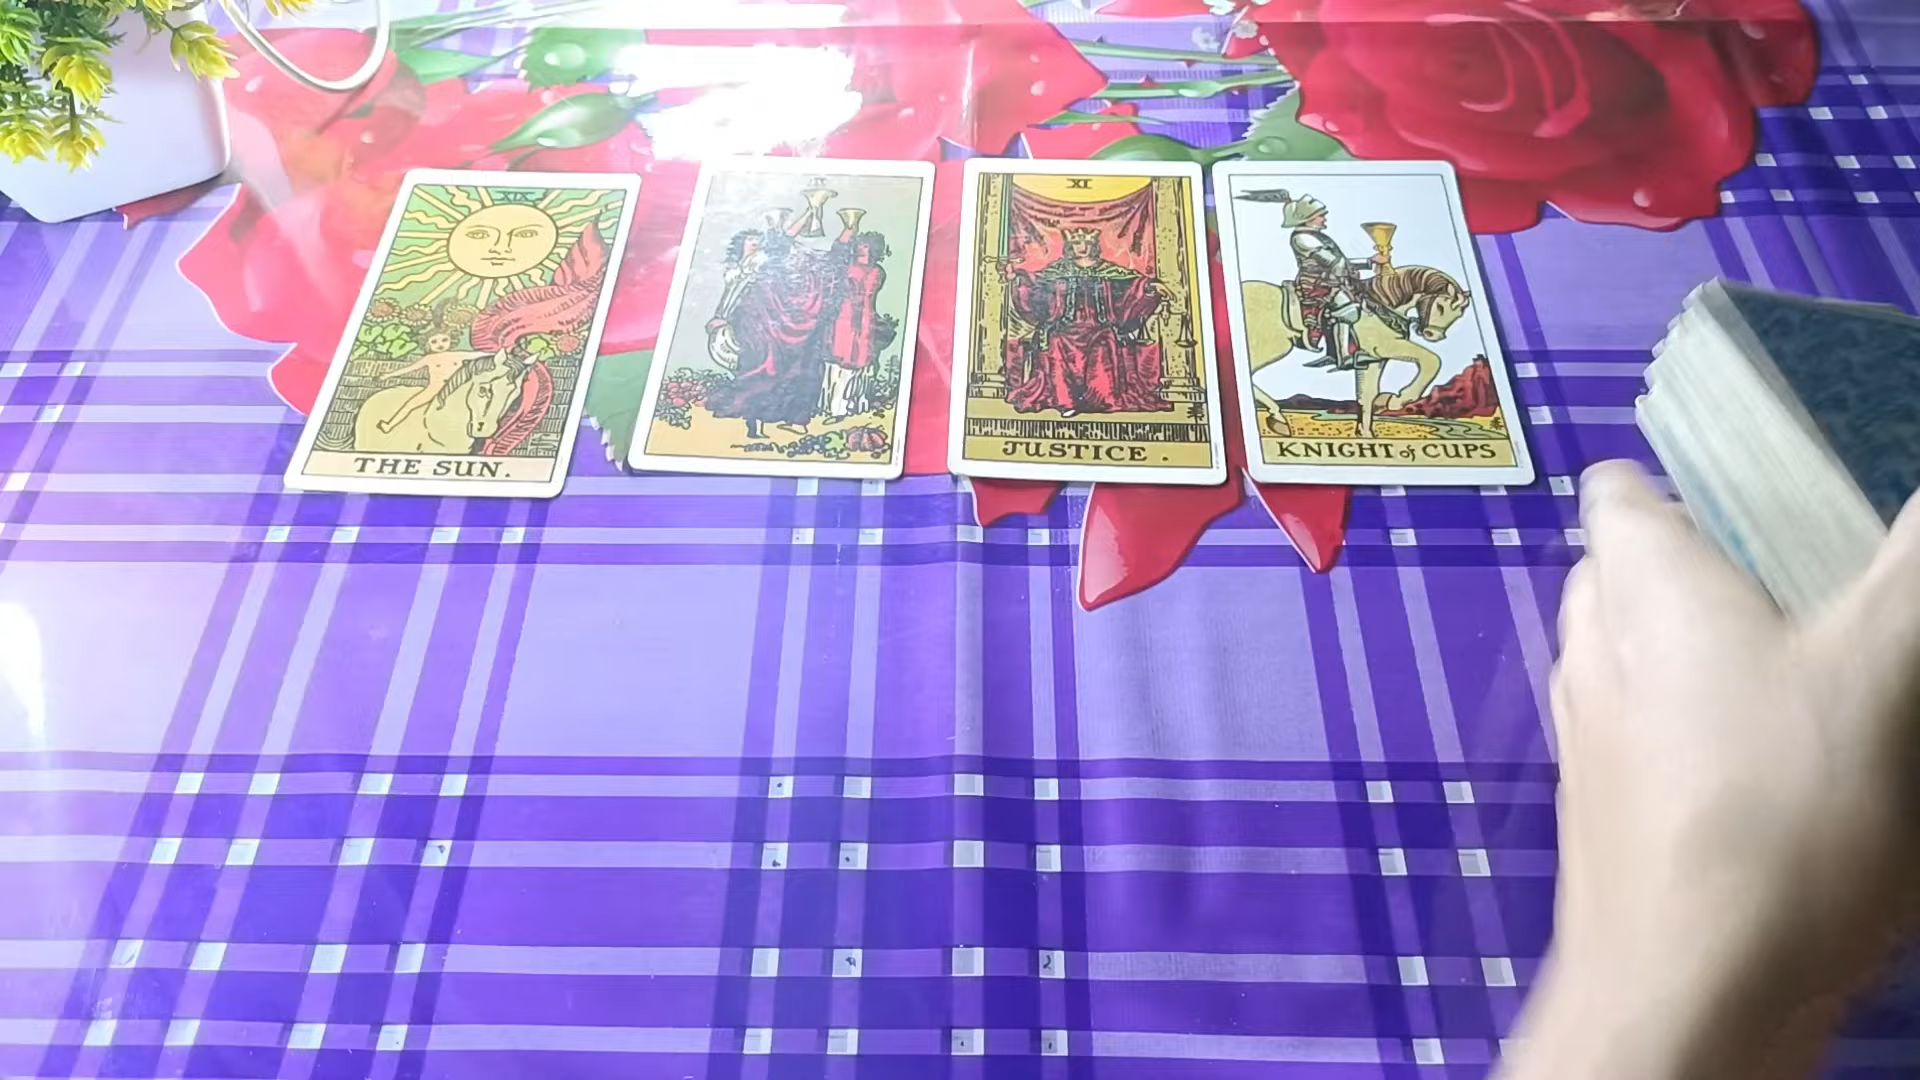 XIX
THE SUN.
XI
JUSTICE.
KNIGHT of CUPS